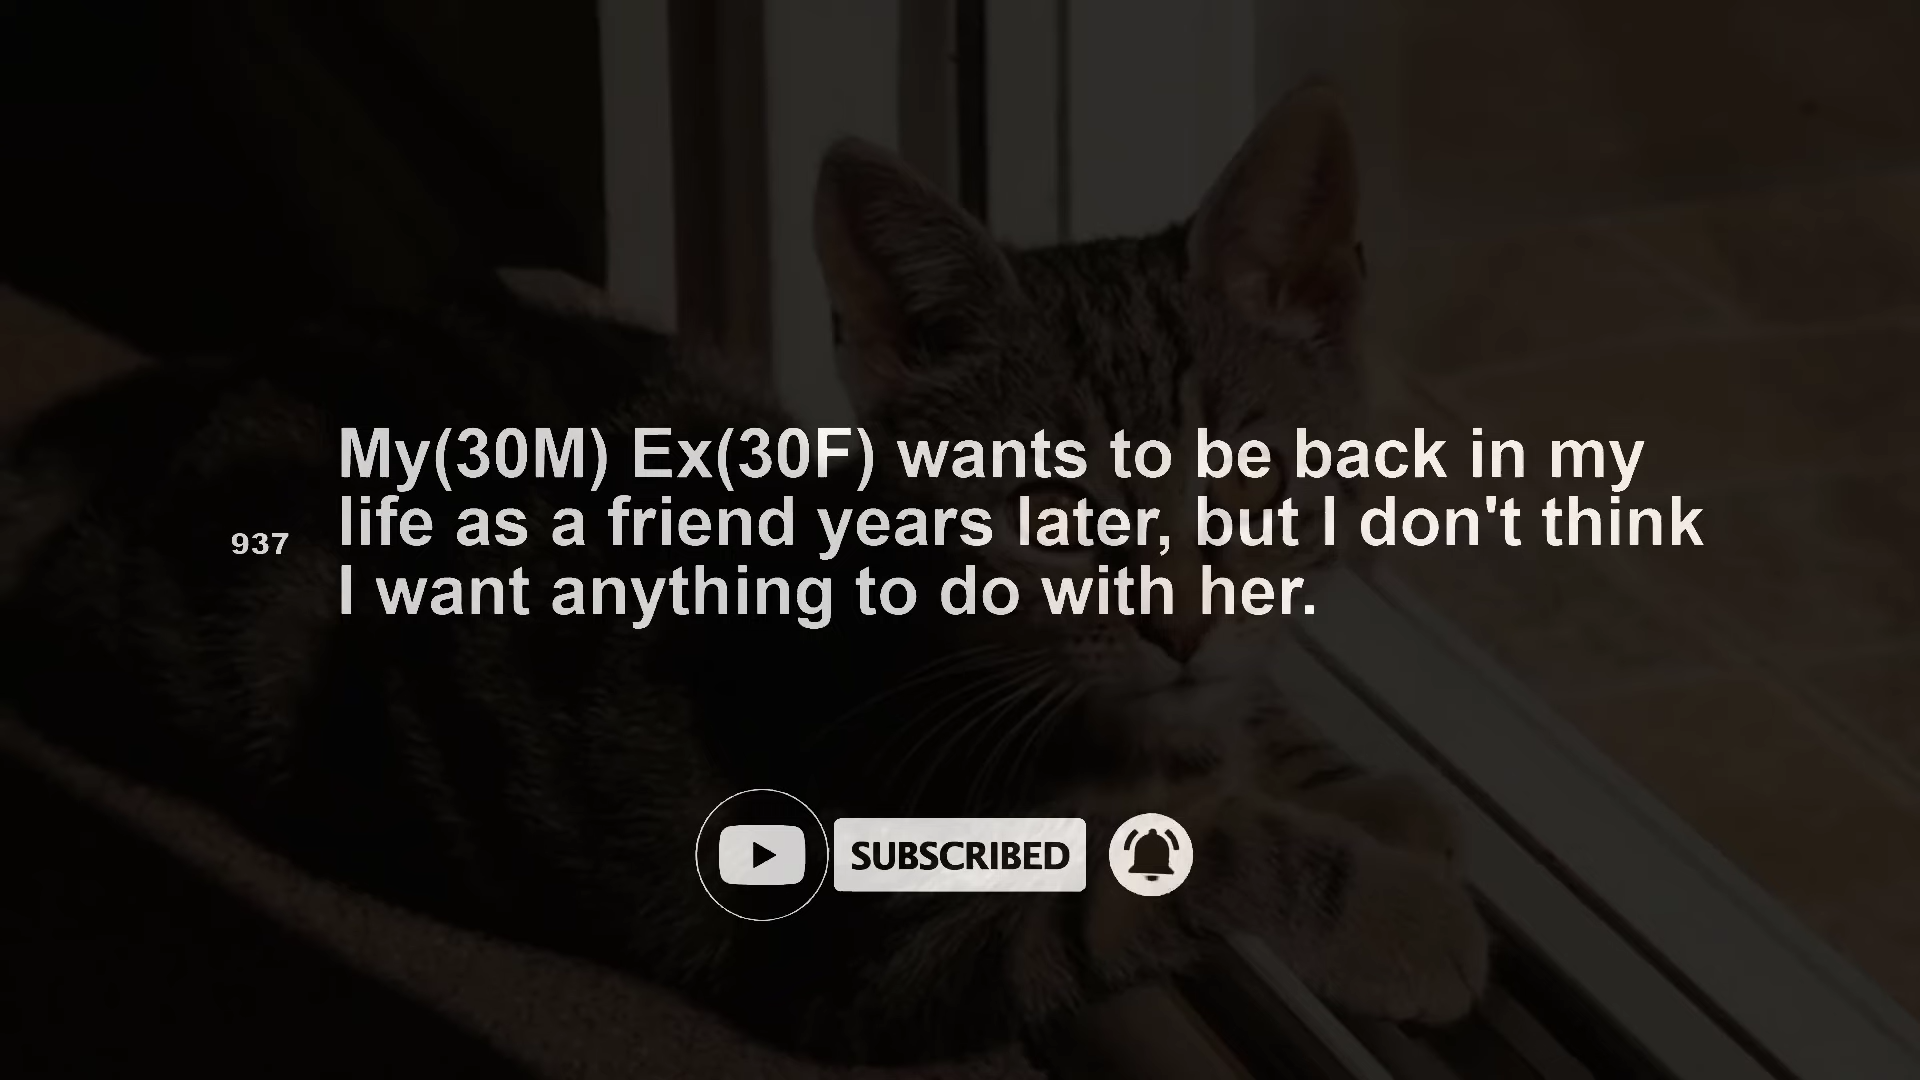 My(30M) Ex(30F) wants to be back in my
937 life as a friend years later, but I don't think
I want anything to do with her.
SUBSCRIBED